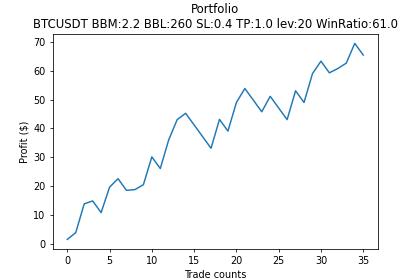 Portfolio
BTCUSDT BBM:2.2 BBL:260 SL:0.4 TP:1.0 lev:20 WinRatio:61.0
70
60
50
40
30
20
10
0
Profit ($)
0 5 10 15 20 25 30 35
Trade counts